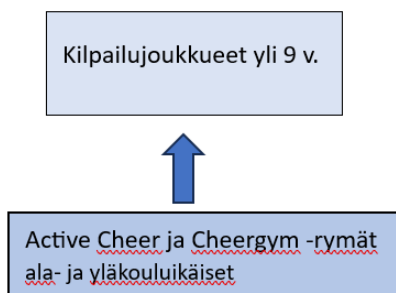 Kilpailujoukkueet yli 9 v.
Active Cheer ja Cheergym -rymät
ala- ja yläkouluikäiset